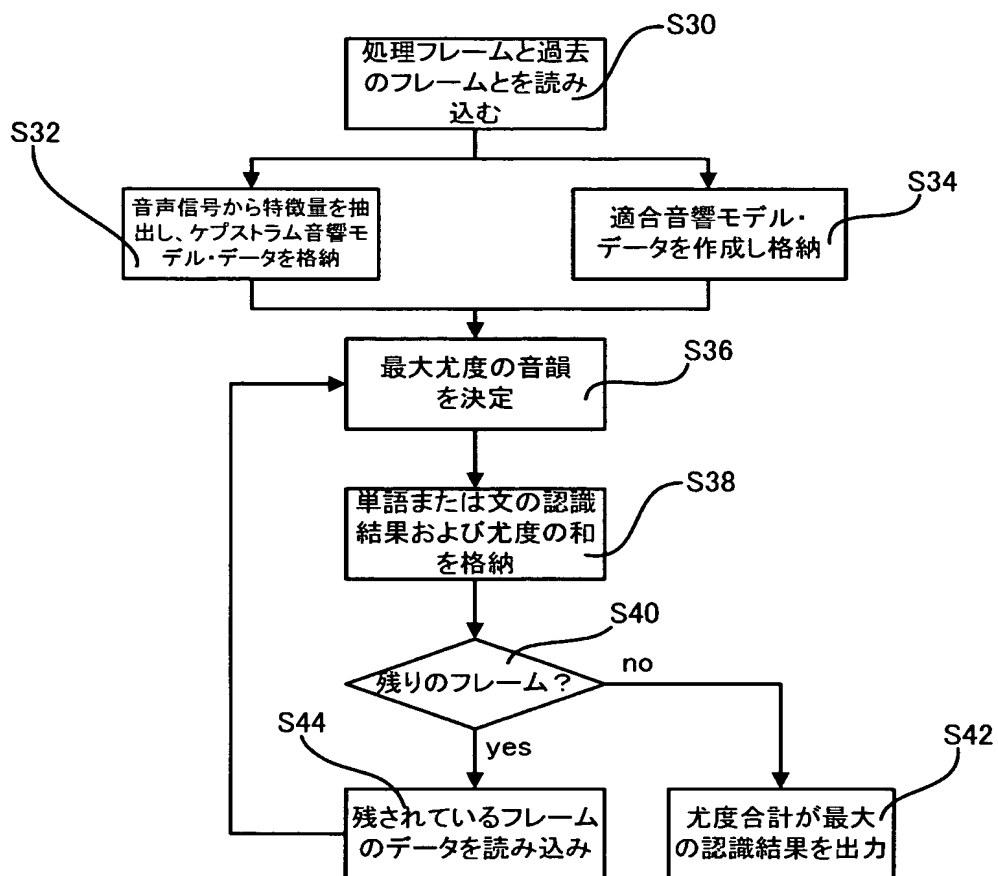 S30
処理フレームと過去
のフレームとを読み
込む
S32
音声信号から特徴量を抽
出し、ケプストラム音響モ
デル・データを格納
S34
適合音響モデル・
データを作成し格納
S36
最大尤度の音韻
を決定
S38
単語または文の認識
結果および尤度の和
を格納
S40
残りのフレーム？
no
yes
S44
残されているフレーム
のデータを読み込み
S42
尤度合計が最大
の認識結果を出力